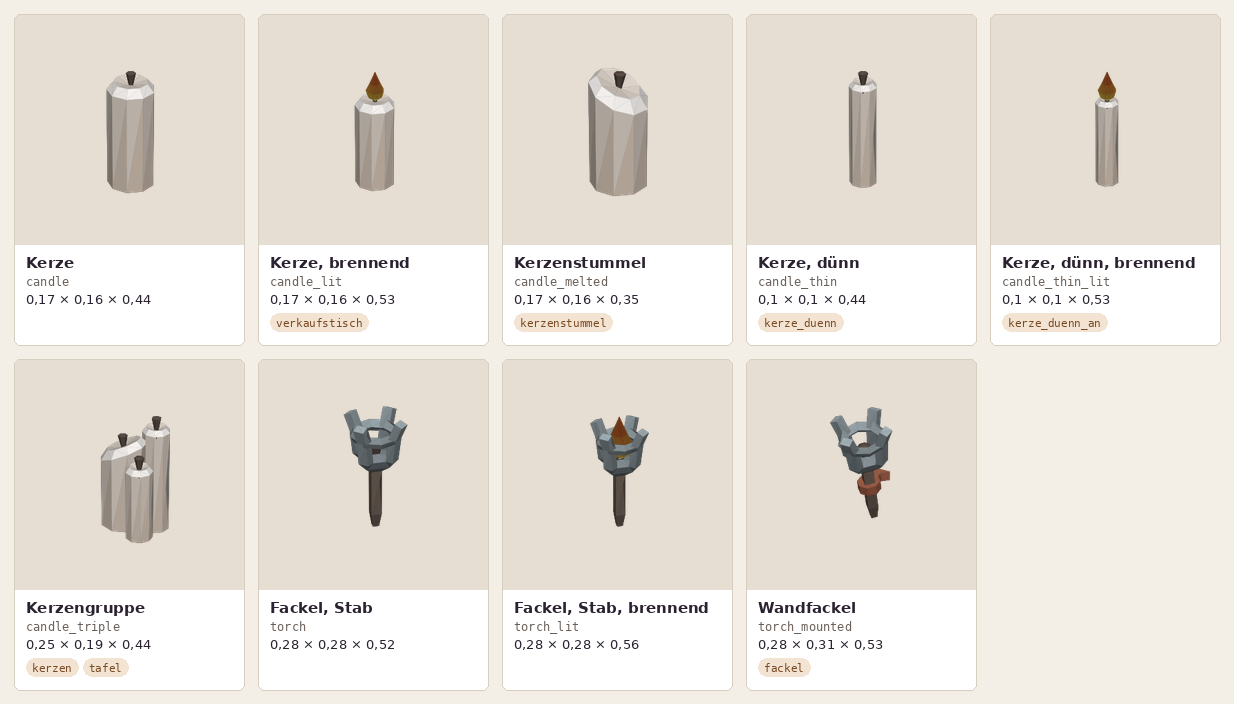 Kerze
candle
0,17 × 0,16 × 0,44
Kerze, brennend
candle_lit
0,17 × 0,16 × 0,53
verkaufstisch
Kerzenstummel
candle_melted
0,17 × 0,16 × 0,35
kerzenstummel
Kerze, dünn
candle_thin
0,1 × 0,1 × 0,44
kerze_duenn
Kerze, dünn, brennend
candle_thin_lit
0,1 × 0,1 × 0,53
kerze_duenn_an
Kerzengruppe
candle_triple
0,25 × 0,19 × 0,44
kerzen tafel
Fackel, Stab
torch
0,28 × 0,28 × 0,52
Fackel, Stab, brennend
torch_lit
0,28 × 0,28 × 0,56
Wandfackel
torch_mounted
0,28 × 0,31 × 0,53
fackel